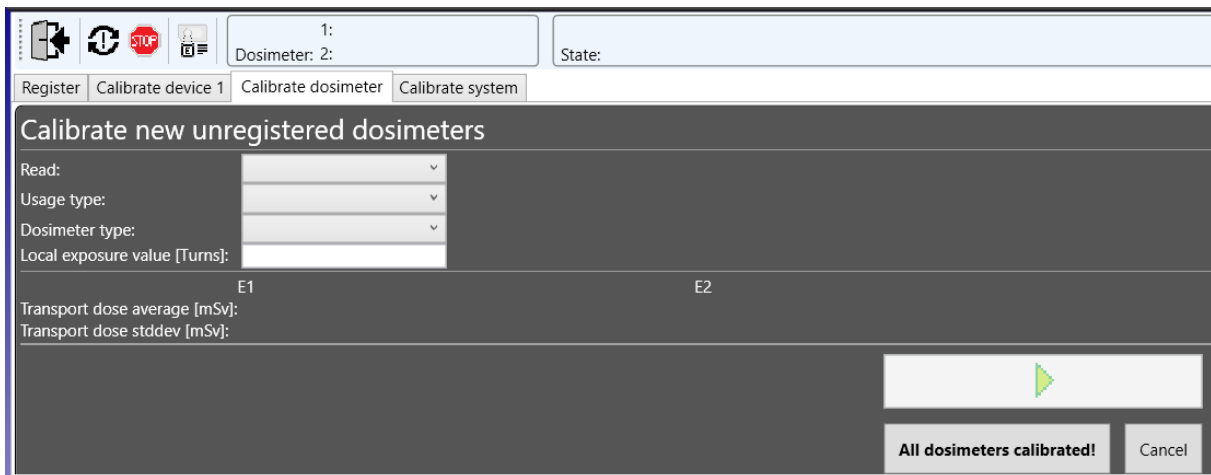 STOP
1:
Dosimeter: 2:
State:
Register Calibrate device 1 Calibrate dosimeter Calibrate system
Calibrate new unregistered dosimeters
Read:
Usage type:
Dosimeter type:
Local exposure value [Turns]:
E1 E2
Transport dose average [mSv]:
Transport dose stddev [mSv]:
All dosimeters calibrated! Cancel